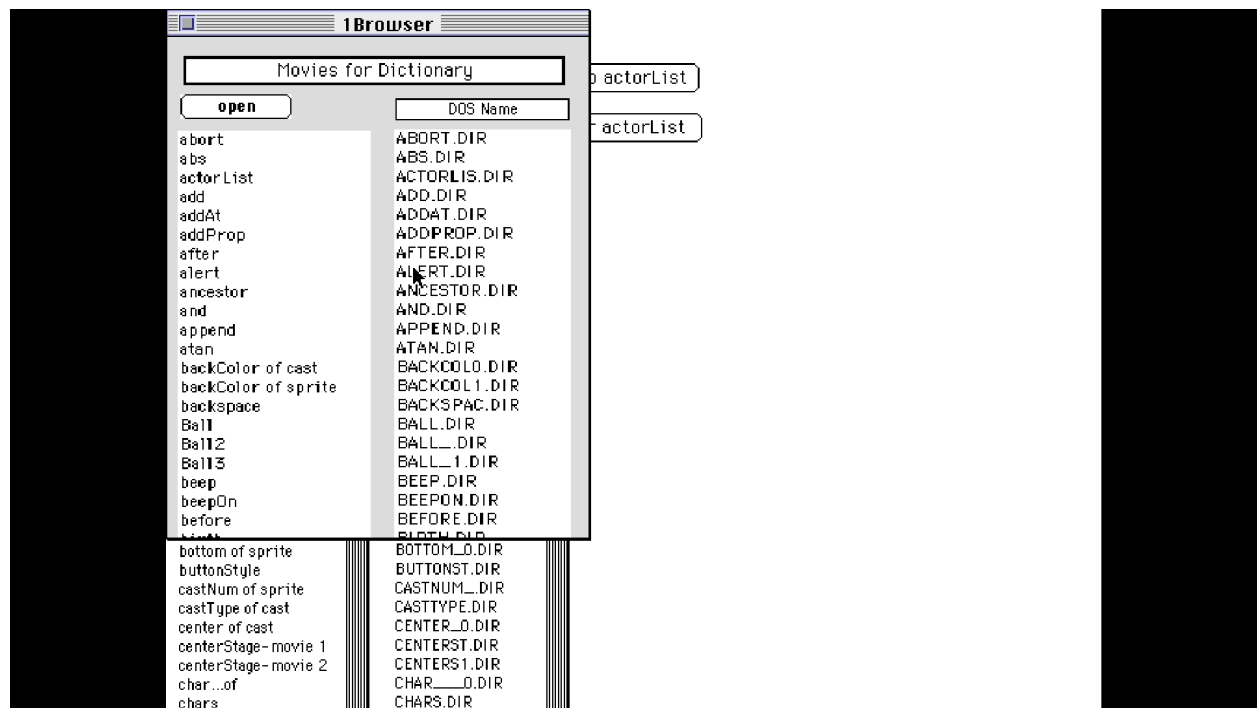 1Browser
Movies for Dictionary
open
DOS Name
actorList
actorList
abort ABORT.DIR
abs ABS.DIR
actorList ACTORLIS.DIR
add ADD.DIR
addAt ADDAT.DIR
addProp ADDPROP.DIR
after AFTER.DIR
alert ALERT.DIR
ancestor ANCESTOR.DIR
and AND.DIR
append APPEND.DIR
atan ATAN.DIR
backColor of cast BACKCOL0.DIR
backColor of sprite BACKCOL1.DIR
backspace BACKSPAC.DIR
Ball BALL.DIR
Ball2 BALL_.DIR
Ball3 BALL_1.DIR
beep BEEP.DIR
beepOn BEEPON.DIR
before BEFORE.DIR
birth BIRTH.DIR
bottom of sprite BOTTOM_0.DIR
buttonStyle BUTTONST.DIR
castNum of sprite CASTNUM_.DIR
castType of cast CASTTYPE.DIR
center of cast CENTER_0.DIR
centerStage-movie 1 CENTERST.DIR
centerStage-movie 2 CENTERS1.DIR
char...of CHAR___0.DIR
chars CHARS.DIR